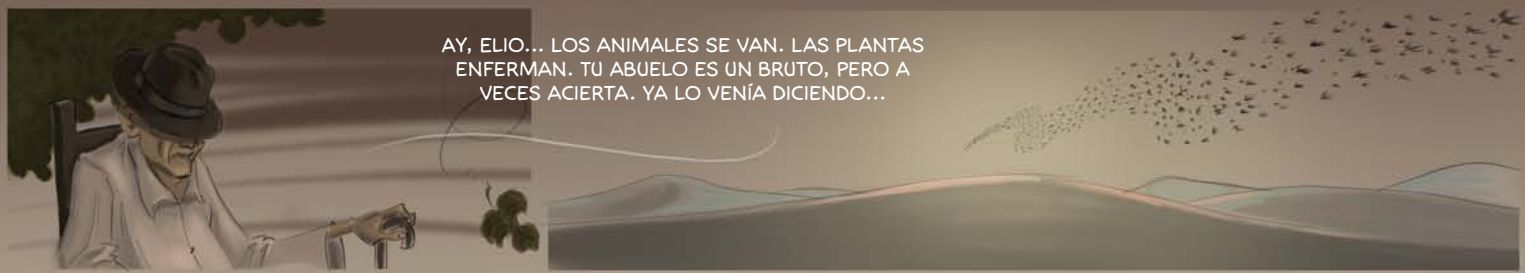 AY, ELIO... LOS ANIMALES SE VAN. LAS PLANTAS
ENFERMAN. TU ABUELO ES UN BRUTO, PERO A
VECES ACIERTA. YA LO VENÍA DICIENDO...